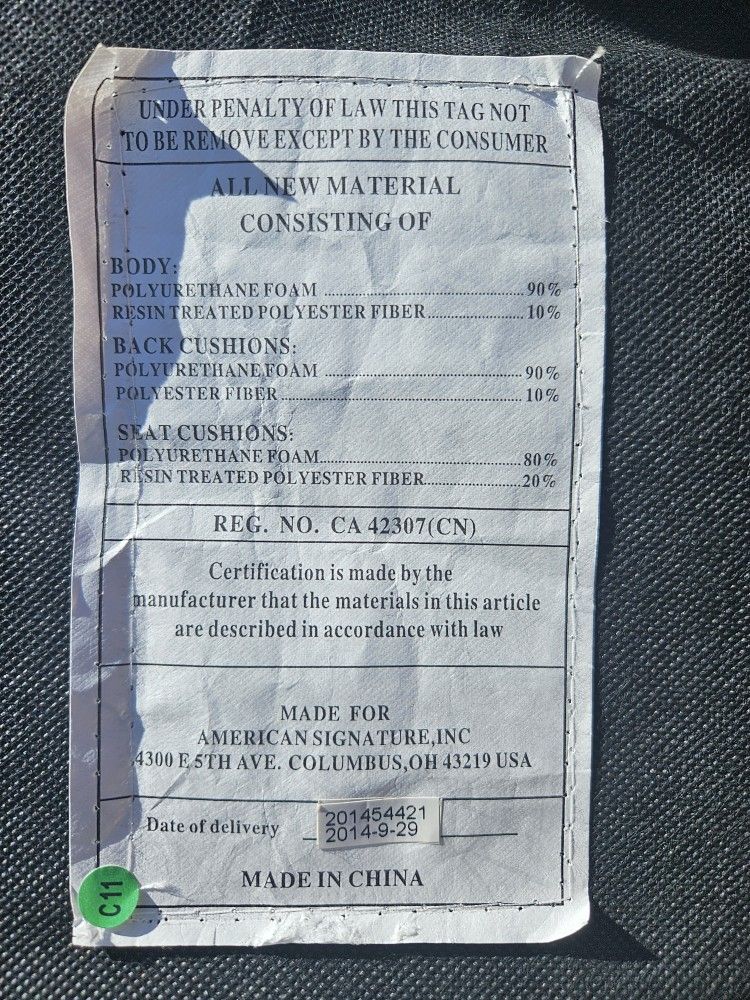 UNDER PENALTY OF LAW THIS TAG NOT
TO BE REMOVE EXCEPT BY THE CONSUMER
ALL NEW MATERIAL
CONSISTING OF
BODY:
POLYURETHANE FOAM ........................ 90%
RESIN TREATED POLYESTER FIBER........................ 10%
BACK CUSHIONS:
POLYURETHANE FOAM ........................ 90%
POLYESTER FIBER ........................ 10%
SEAT CUSHIONS:
POLYURETHANE FOAM........................ 80%
RESIN TREATED POLYESTER FIBER........................ 20%
REG. NO. CA 42307(CN)
Certification is made by the
manufacturer that the materials in this article
are described in accordance with law
MADE FOR
AMERICAN SIGNATURE,INC
4300 E 5TH AVE. COLUMBUS,OH 43219 USA
Date of delivery 201454421
2014-9-29
MADE IN CHINA
C11